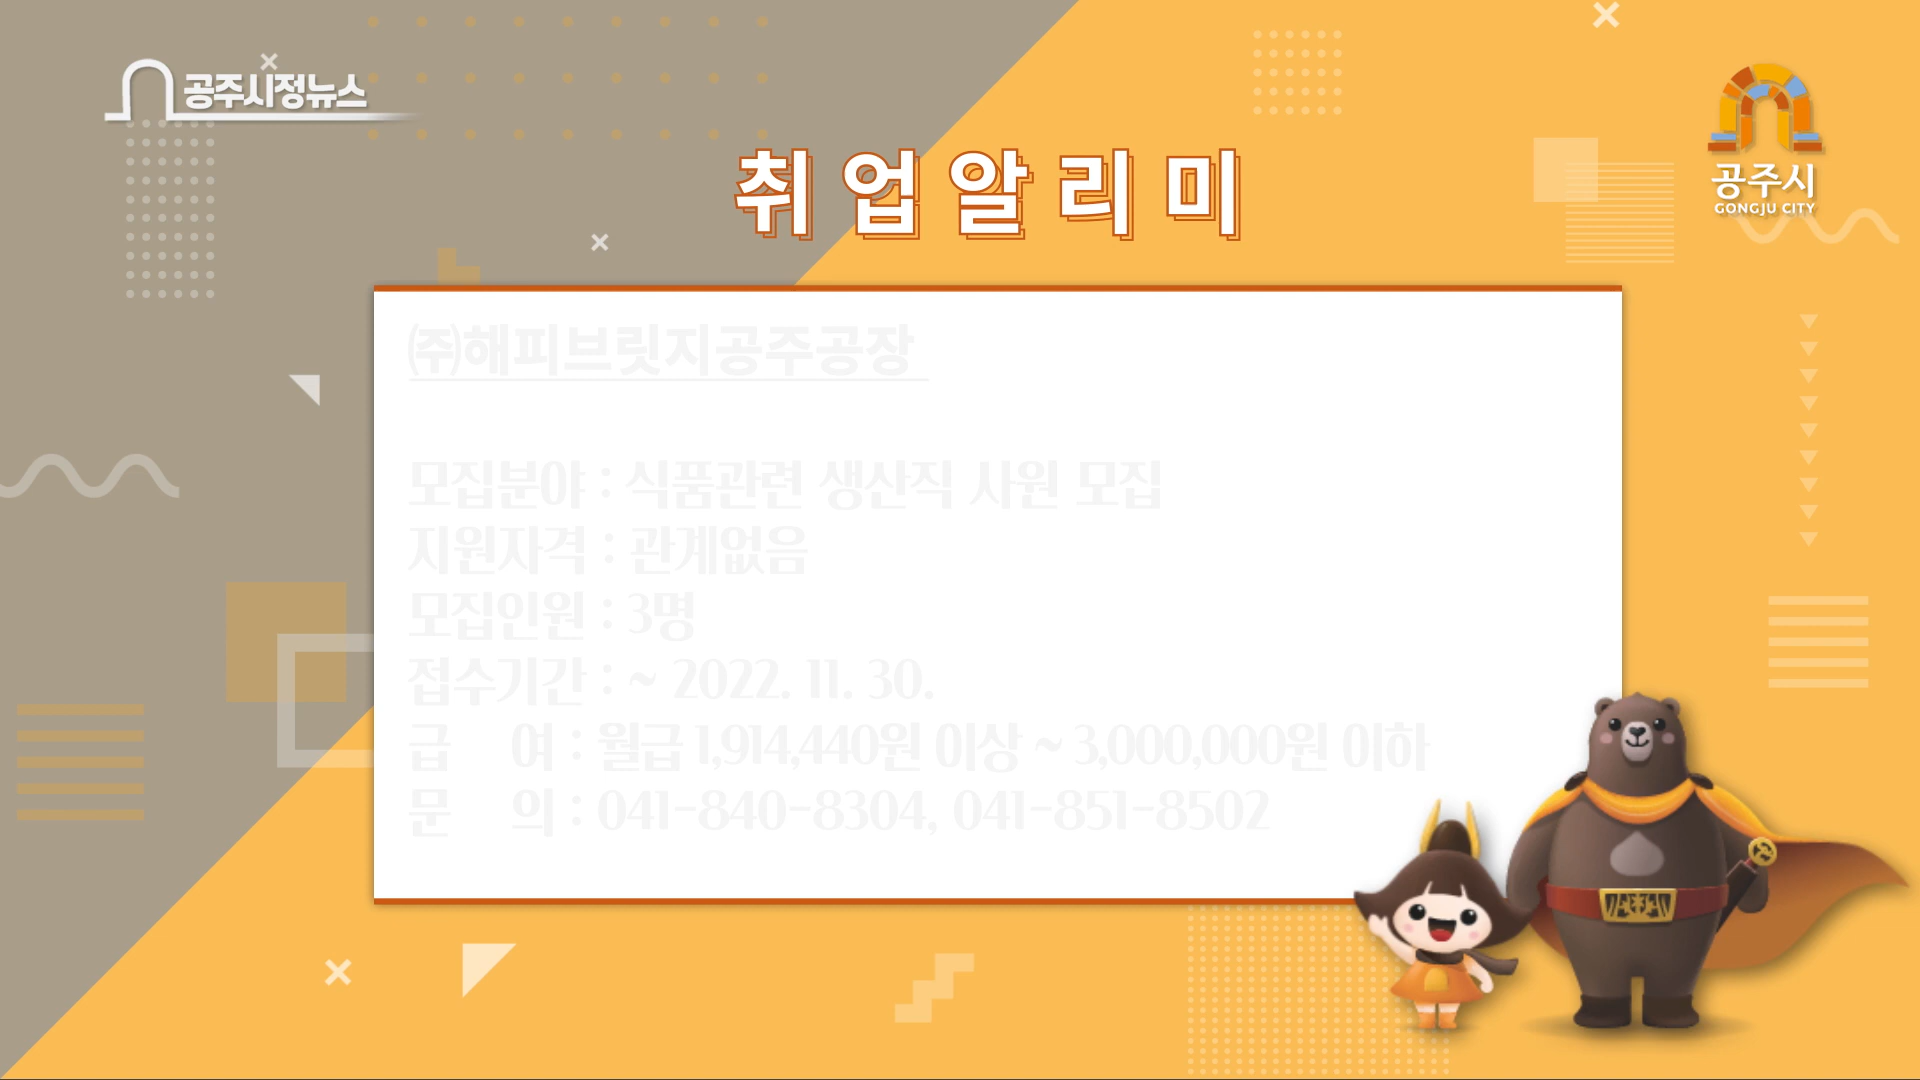 공주시정뉴스
공주시
GONGJU CITY
취업알리미
㈜해피브릿지공주공장
모집분야 : 식품관련 생산직 사원 모집
지원자격 : 관계없음
모집인원 : 3명
접수기간 : ~ 2022. 11. 30.
급 여 : 월급 1,914,440원 이상 ~ 3,000,000원 이하
문 의 : 041-840-8304, 041-851-8502